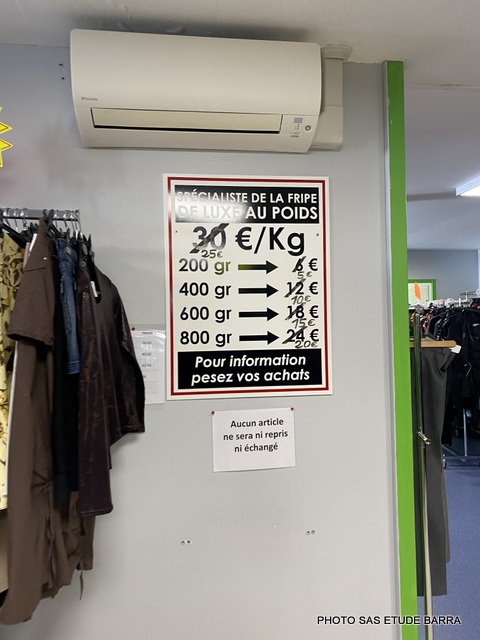 SPÉCIALISTE DE LA FRIPE
DE LUXE AU POIDS
30 €/Kg
25€
200 gr 6 €
5€
400 gr 12 €
10€
600 gr 18 €
15€
800 gr 24 €
20€
Pour information
pesez vos achats
Aucun article
ne sera ni repris
ni échangé
PHOTO SAS ETUDE BARRA